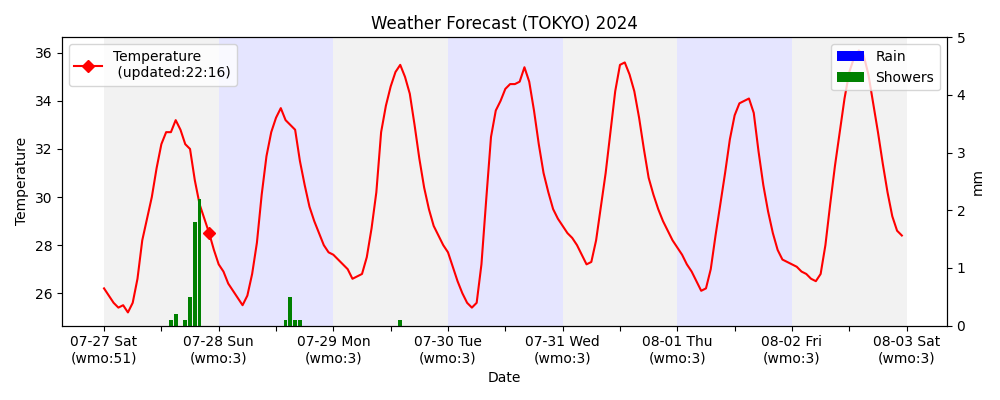 Weather Forecast (TOKYO) 2024
Temperature
(updated:22:16)
Rain
Showers
36
34
32
30
28
26
Temperature
5
4
3
2
1
0
mm
07-27 Sat
(wmo:51)
07-28 Sun
(wmo:3)
07-29 Mon
(wmo:3)
07-30 Tue
(wmo:3)
07-31 Wed
(wmo:3)
08-01 Thu
(wmo:3)
08-02 Fri
(wmo:3)
08-03 Sat
(wmo:3)
Date